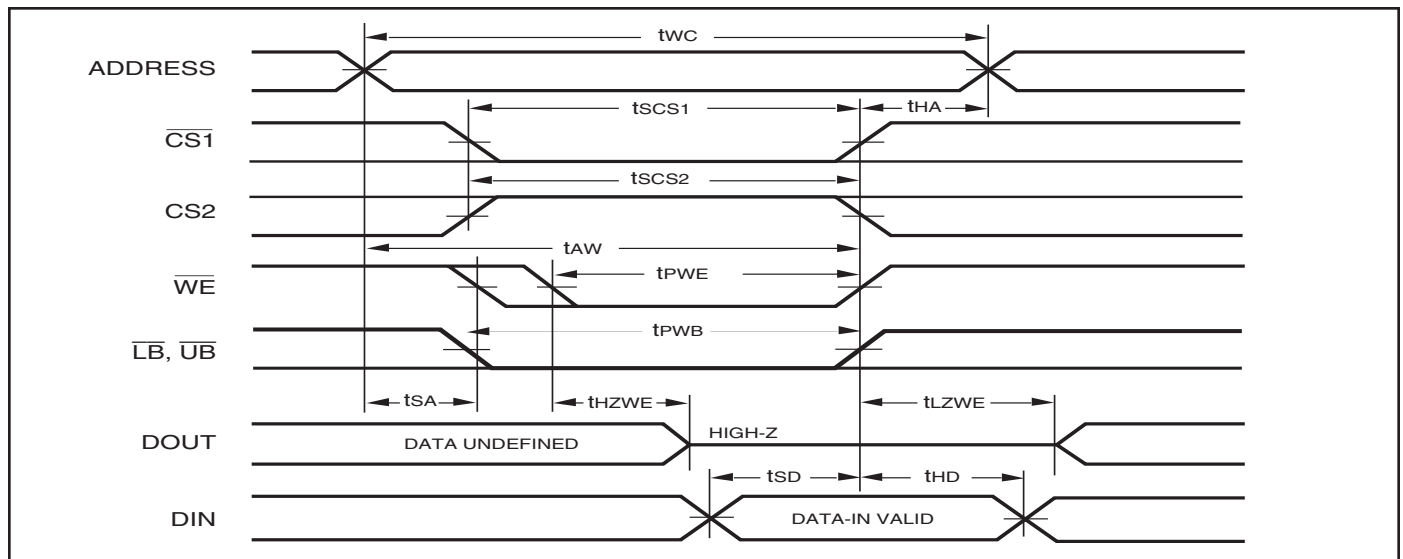 tWC
ADDRESS
tSCS1
tHA
CS1
tSCS2
CS2
tAW
WE
tPWE
tPWB
LB, UB
tSA
tHZWE
tLZWE
DOUT
DATA UNDEFINED
HIGH-Z
tSD
tHD
DIN
DATA-IN VALID